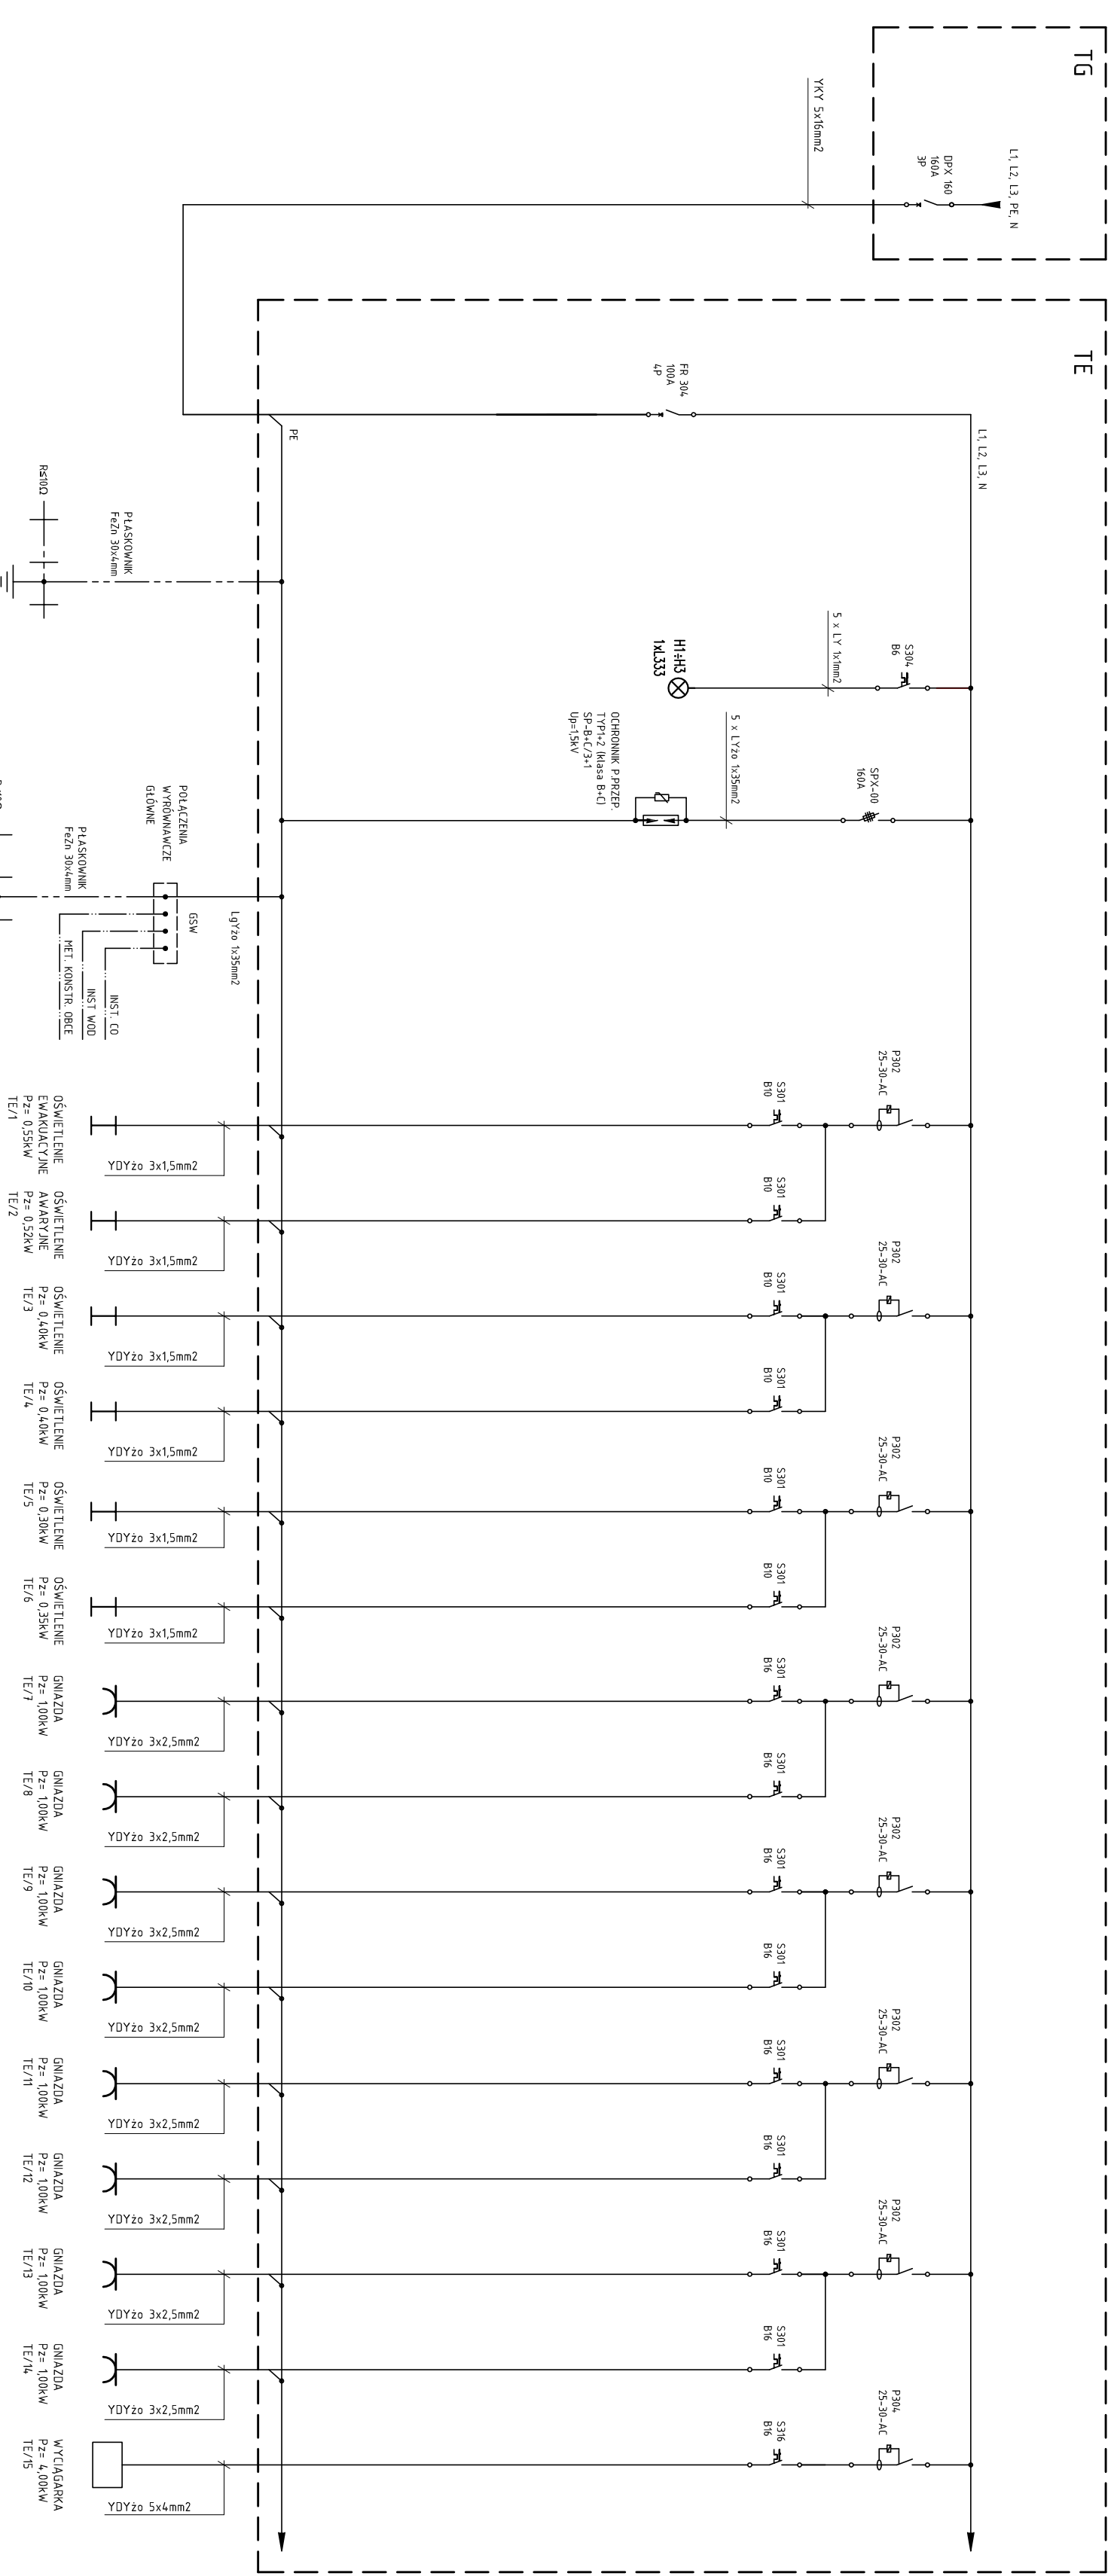 TG
L1, L2, L3, PE, N
DPX 160
160A
3P
YKY 5x16mm2
TE
L1, L2, L3, N
FR 304
100A
4P
PE
PŁASKOWNIK
FeZn 30x4mm
R≤10Ω
S304
B6
5 x LY 1x1mm2
H1÷H3
1xL333
SPX-00
160A
5 x LYżo 1x35mm2
OCHRONNIK P.PRZEP.
TYP1+2 (klasa B+C)
SP-B+C/3+1
Up=1,5kV
LgYżo 1x35mm2
GSW
POŁĄCZENIA
WYRÓWNAWCZE
GŁÓWNE
PŁASKOWNIK
FeZn 30x4mm
INST. CO
INST WOD
MET. KONSTR. OBCE
P302
25-30-AC
S301
B10
YDYżo 3x1,5mm2
OŚWIETLENIE
EWAKUACYJNE
Pz= 0,55kW
TE/1
S301
B10
YDYżo 3x1,5mm2
OŚWIETLENIE
AWARYJNE
Pz= 0,52kW
TE/2
P302
25-30-AC
S301
B10
YDYżo 3x1,5mm2
OŚWIETLENIE
Pz= 0,40kW
TE/3
S301
B10
YDYżo 3x1,5mm2
OŚWIETLENIE
Pz= 0,40kW
TE/4
P302
25-30-AC
S301
B10
YDYżo 3x1,5mm2
OŚWIETLENIE
Pz= 0,30kW
TE/5
S301
B10
YDYżo 3x1,5mm2
OŚWIETLENIE
Pz= 0,35kW
TE/6
P302
25-30-AC
S301
B16
YDYżo 3x2,5mm2
GNIAZDA
Pz= 1,00kW
TE/7
S301
B16
YDYżo 3x2,5mm2
GNIAZDA
Pz= 1,00kW
TE/8
P302
25-30-AC
S301
B16
YDYżo 3x2,5mm2
GNIAZDA
Pz= 1,00kW
TE/9
S301
B16
YDYżo 3x2,5mm2
GNIAZDA
Pz= 1,00kW
TE/10
P302
25-30-AC
S301
B16
YDYżo 3x2,5mm2
GNIAZDA
Pz= 1,00kW
TE/11
S301
B16
YDYżo 3x2,5mm2
GNIAZDA
Pz= 1,00kW
TE/12
P302
25-30-AC
S301
B16
YDYżo 3x2,5mm2
GNIAZDA
Pz= 1,00kW
TE/13
S301
B16
YDYżo 3x2,5mm2
GNIAZDA
Pz= 1,00kW
TE/14
P304
25-30-AC
S316
B16
YDYżo 5x4mm2
WYCIĄGARKA
Pz= 4,00kW
TE/15